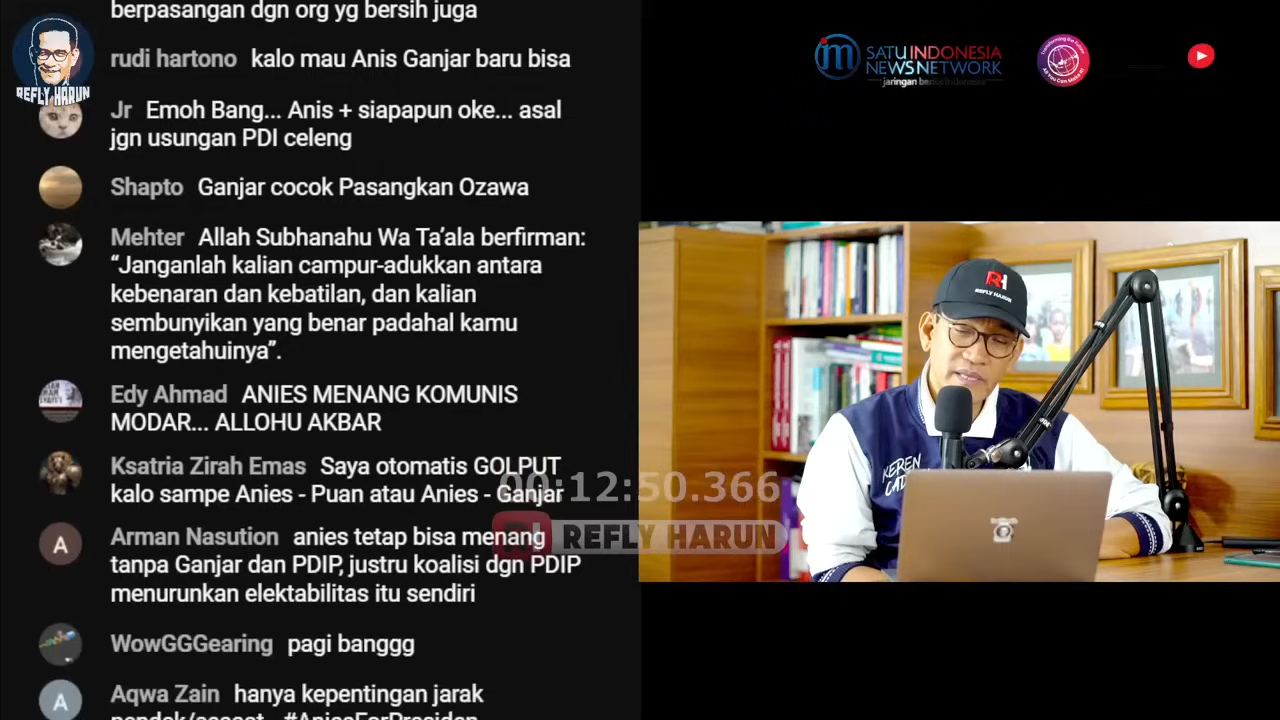 berpasangan dgn org yg bersih juga
rudi hartono kalo mau Anis Ganjar baru bisa
REFLY HARUN
Jr Emoh Bang... Anis + siapapun oke... asal
jgn usungan PDI celeng
Shapto Ganjar cocok Pasangkan Ozawa
Mehter Allah Subhanahu Wa Ta’ala berfirman:
“Janganlah kalian campur-adukkan antara
kebenaran dan kebatilan, dan kalian
sembunyikan yang benar padahal kamu
mengetahuinya”.
Edy Ahmad ANIES MENANG KOMUNIS
MODAR... ALLOHU AKBAR
Ksatria Zirah Emas Saya otomatis GOLPUT
kalo sampe Anies - Puan atau Anies - Ganjar
A Arman Nasution anies tetap bisa menang
tanpa Ganjar dan PDIP, justru koalisi dgn PDIP
menurunkan elektabilitas itu sendiri
WowGGGearing pagi banggg
A Aqwa Zain hanya kepentingan jarak
00:12:50.366
REFLY HARUN
SATU INDONESIA
NEWS NETWORK
jaringan berita indonesia
RH
REFLY HARUN
KEREN